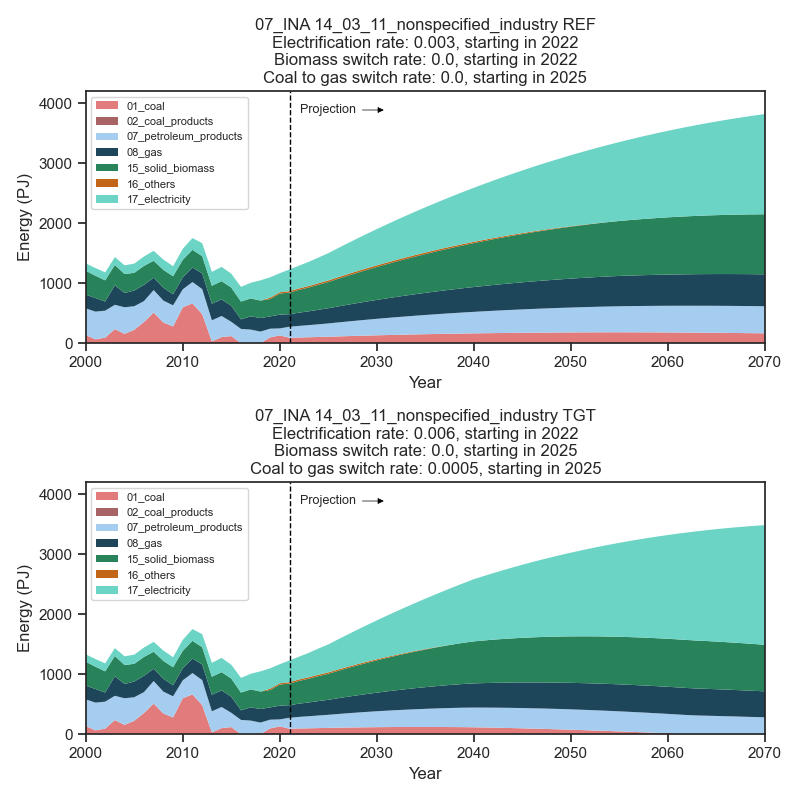 07_INA 14_03_11_nonspecified_industry REF
Electrification rate: 0.003, starting in 2022
Biomass switch rate: 0.0, starting in 2022
Coal to gas switch rate: 0.0, starting in 2025
4000
3000
2000
1000
0
Energy (PJ)
01_coal
02_coal_products
07_petroleum_products
08_gas
15_solid_biomass
16_others
17_electricity
Projection
2000 2010 2020 2030 2040 2050 2060 2070
Year
07_INA 14_03_11_nonspecified_industry TGT
Electrification rate: 0.006, starting in 2022
Biomass switch rate: 0.0, starting in 2025
Coal to gas switch rate: 0.0005, starting in 2025
4000
3000
2000
1000
0
Energy (PJ)
01_coal
02_coal_products
07_petroleum_products
08_gas
15_solid_biomass
16_others
17_electricity
Projection
2000 2010 2020 2030 2040 2050 2060 2070
Year